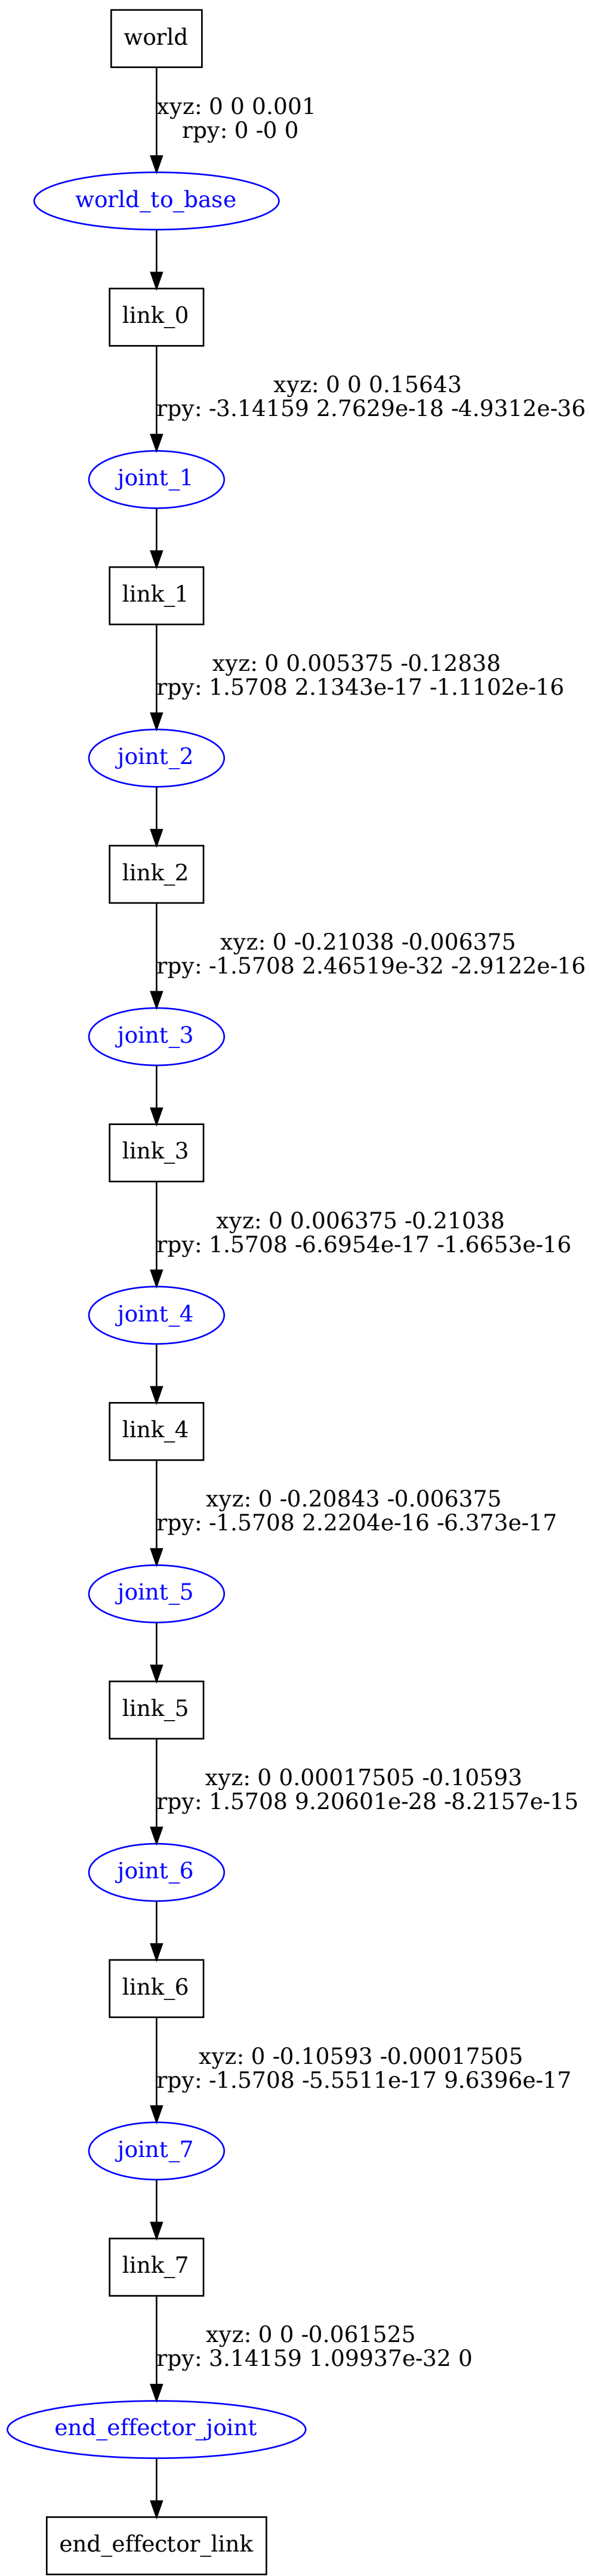 world
xyz: 0 0 0.001
rpy: 0 -0 0
world_to_base
link_0
xyz: 0 0 0.15643
rpy: -3.14159 2.7629e-18 -4.9312e-36
joint_1
link_1
xyz: 0 0.005375 -0.12838
rpy: 1.5708 2.1343e-17 -1.1102e-16
joint_2
link_2
xyz: 0 -0.21038 -0.006375
rpy: -1.5708 2.46519e-32 -2.9122e-16
joint_3
link_3
xyz: 0 0.006375 -0.21038
rpy: 1.5708 -6.6954e-17 -1.6653e-16
joint_4
link_4
xyz: 0 -0.20843 -0.006375
rpy: -1.5708 2.2204e-16 -6.373e-17
joint_5
link_5
xyz: 0 0.00017505 -0.10593
rpy: 1.5708 9.20601e-28 -8.2157e-15
joint_6
link_6
xyz: 0 -0.10593 -0.00017505
rpy: -1.5708 -5.5511e-17 9.6396e-17
joint_7
link_7
xyz: 0 0 -0.061525
rpy: 3.14159 1.09937e-32 0
end_effector_joint
end_effector_link